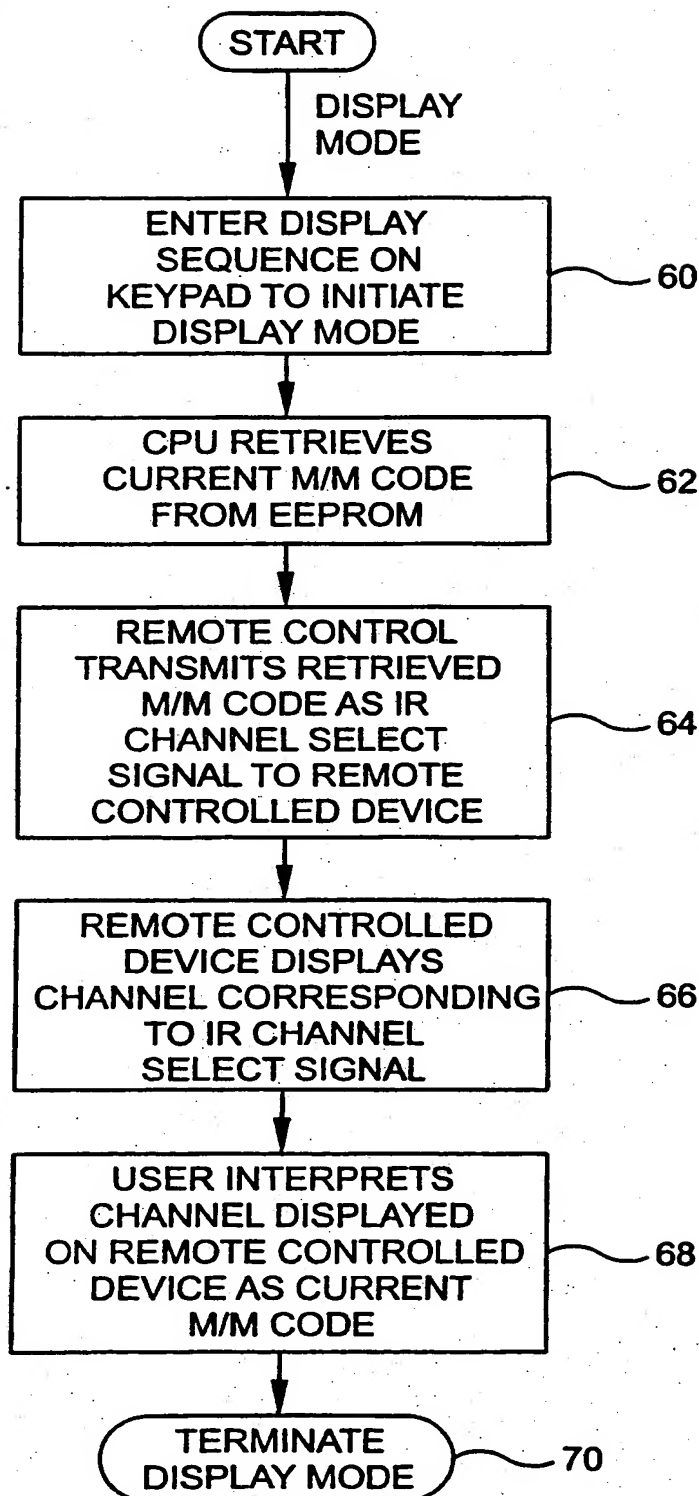 START
DISPLAY
MODE
ENTER DISPLAY
SEQUENCE ON
KEYPAD TO INITIATE
DISPLAY MODE
60
CPU RETRIEVES
CURRENT M/M CODE
FROM EEPROM
62
REMOTE CONTROL
TRANSMITS RETRIEVED
M/M CODE AS IR
CHANNEL SELECT
SIGNAL TO REMOTE
CONTROLLED DEVICE
64
REMOTE CONTROLLED
DEVICE DISPLAYS
CHANNEL CORRESPONDING
TO IR CHANNEL
SELECT SIGNAL
66
USER INTERPRETS
CHANNEL DISPLAYED
ON REMOTE CONTROLLED
DEVICE AS CURRENT
M/M CODE
68
TERMINATE
DISPLAY MODE
70